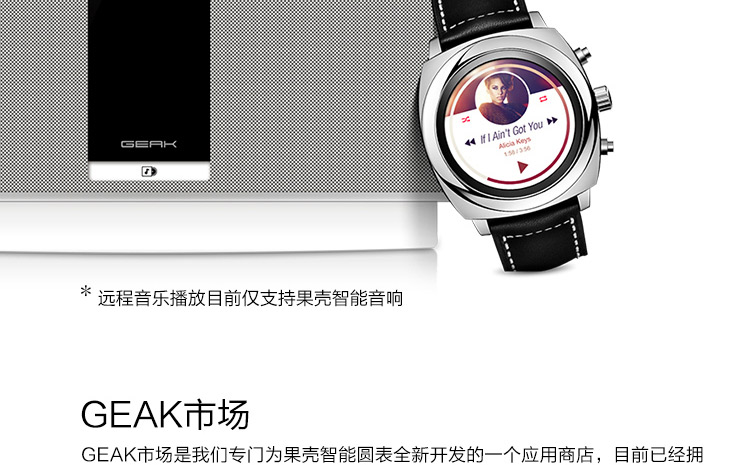 GEAK
If I Ain't Got You
Alicia Keys
1:58 / 3:56
* 远程音乐播放目前仅支持果壳智能音响
GEAK市场
GEAK市场是我们专门为果壳智能圆表全新开发的一个应用商店，目前已经拥